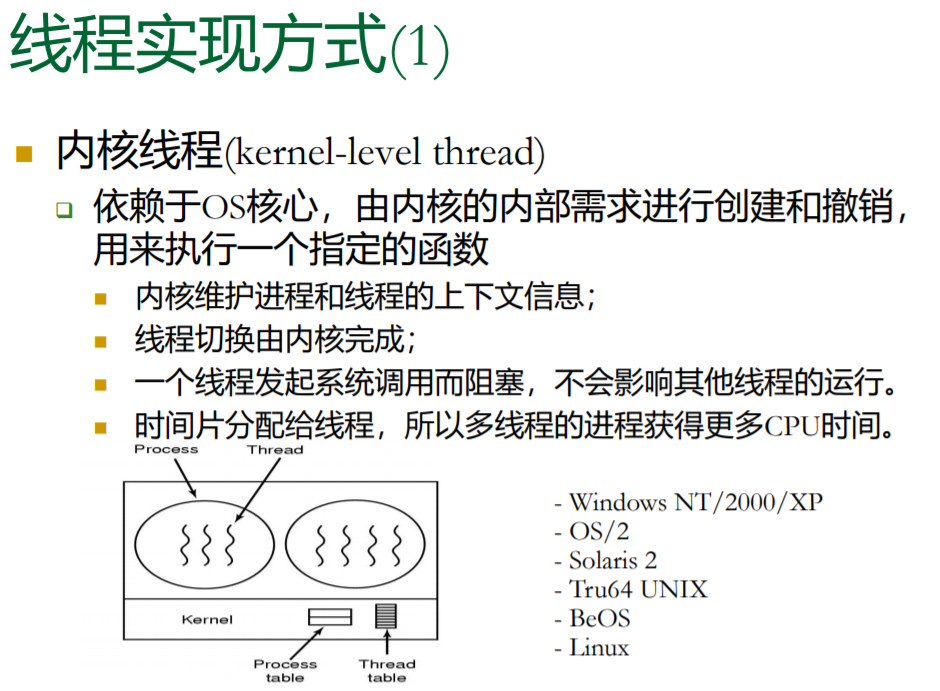 线程实现方式(1)
内核线程(kernel-level thread)
依赖于OS核心，由内核的内部需求进行创建和撤销，
用来执行一个指定的函数
内核维护进程和线程的上下文信息；
线程切换由内核完成；
一个线程发起系统调用而阻塞，不会影响其他线程的运行。
时间片分配给线程，所以多线程的进程获得更多CPU时间。
Process Thread
Kernel
Process
table
Thread
table
- Windows NT/2000/XP
- OS/2
- Solaris 2
- Tru64 UNIX
- BeOS
- Linux